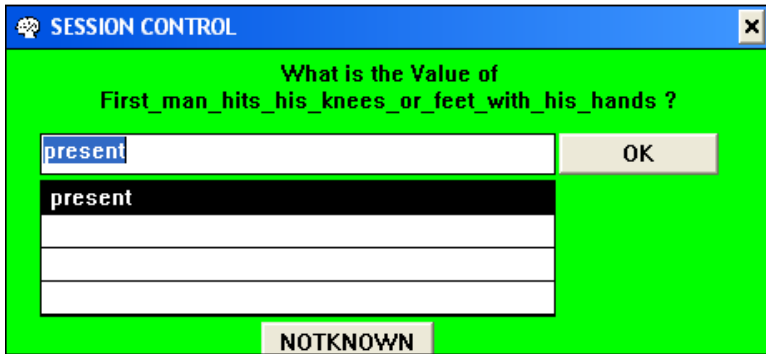 SESSION CONTROL
What is the Value of
First_man_hits_his_knees_or_feet_with_his_hands ?
present
OK
present
NOTKNOWN